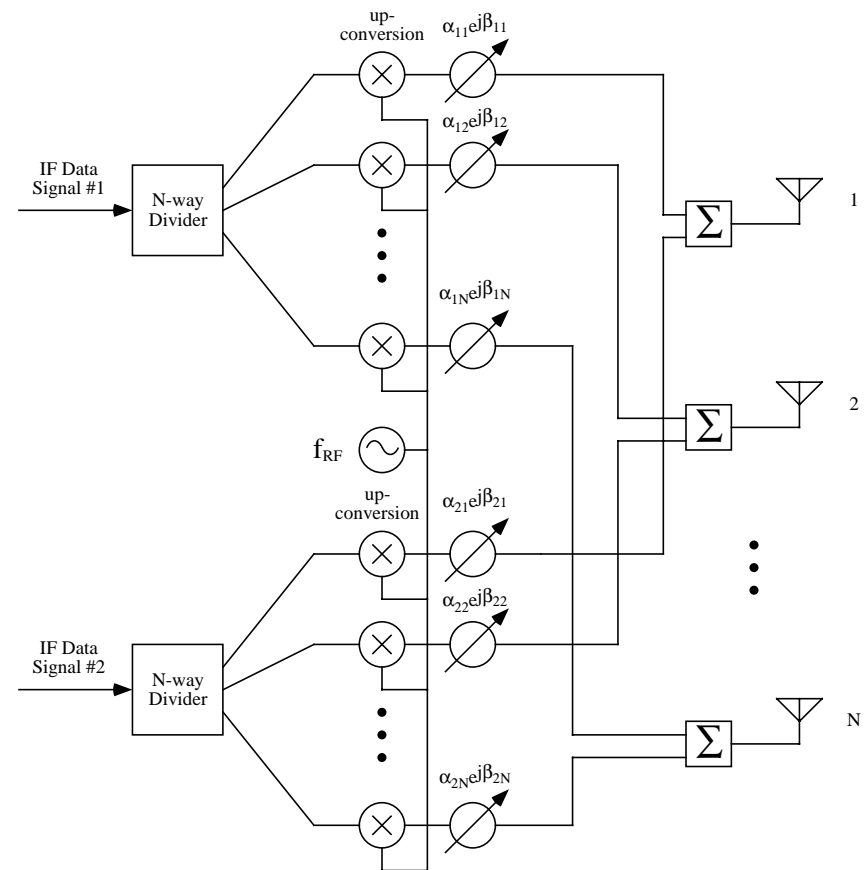 up-
conversion
α11ejβ11
α12ejβ12
IF Data
Signal #1
N-way
Divider
1
Σ
α1Nejβ1N
2
Σ
fRF
up-
conversion
α21ejβ21
α22ejβ22
IF Data
Signal #2
N-way
Divider
N
Σ
α2Nejβ2N